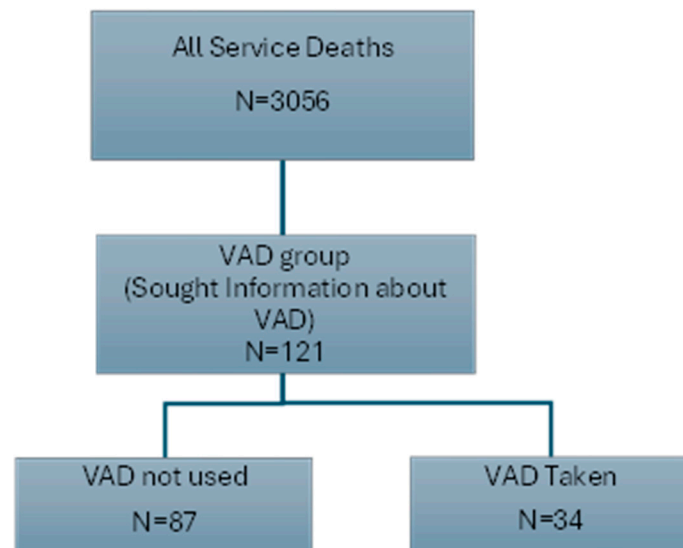 All Service Deaths
N=3056
VAD group
(Sought Information about
VAD)
N=121
VAD not used
N=87
VAD Taken
N=34